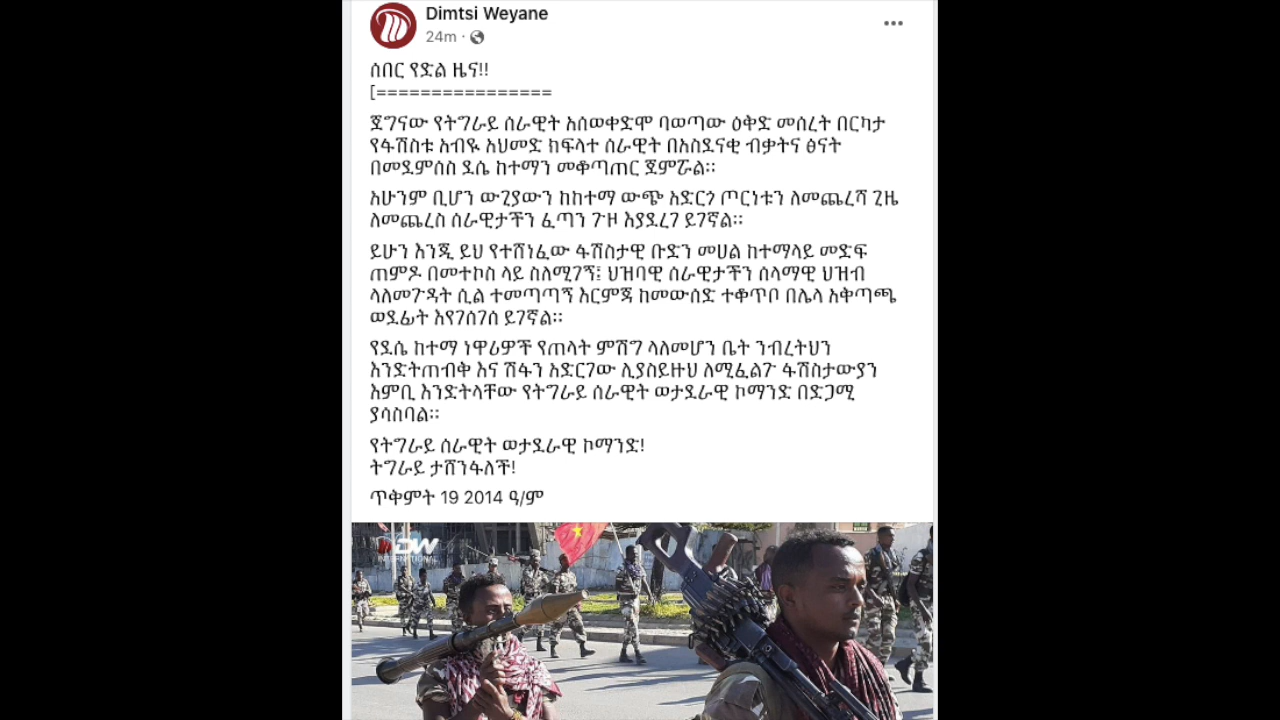 Dimtsi Weyane
24m ·
ሰበር የድል ዜና!!
[================
ጀግናው የትግራይ ሰራዊት አስወቀድሞ ባወጣው ዕቅድ መሰረት በርካታ
የፋሽስቱ አብዪ አህመድ ክፍላተ ሰራዊት በአስደናቂ ብቃትና ፅናት
በመደምሰስ ደሴ ከተማን መቆጣጠር ጀምሯል።
አሁንም ቢሆን ውጊያውን ከከተማ ውጭ አድርጎ ጦርነቱን ለመጨረሻ ጊዜ
ለመጨረስ ሰራዊታችን ፈጣን ጉዞ እያደረገ ይገኛል።
ይሁን እንጂ ይህ የተሸነፈው ፋሽስታዊ ቡድን መሀል ከተማላይ መድፍ
ጠምዶ በመተኮስ ላይ ስለሚገኝ፤ ህዝባዊ ሰራዊታችን ሰላማዊ ህዝብ
ላለመጉዳት ሲል ተመጣጣኝ እርምጃ ከመውሰድ ተቆጥቦ በሌላ አቅጣጫ
ወደፊት እየገሰገሰ ይገኛል።
የደሴ ከተማ ነዋሪዎች የጠላት ምሽግ ላለመሆን ቤት ንብረትህን
እንድትጠብቅ እና ሽፋን አድርገው ሊያስይዙህ ለሚፈልጉ ፋሽስታውያን
እምቢ እንድትላቸው የትግራይ ሰራዊት ወታደራዊ ኮማንድ በድጋሚ
ያሳስባል።
የትግራይ ሰራዊት ወታደራዊ ኮማንድ!
ትግራይ ታሸንፋለች!
ጥቅምት 19 2014 ዓ/ም
DW
INTERNATIONAL